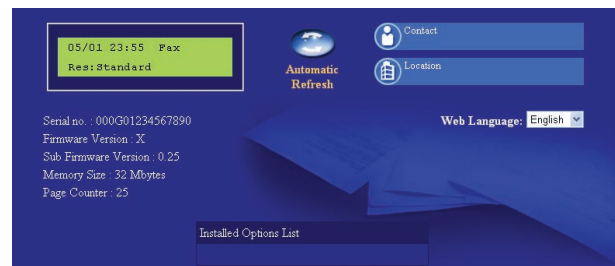 05/01 23:55 Fax
Res:Standard
Automatic
Refresh
Contact
Location
Serial no. : 000G01234567890
Firmware Version : X
Sub Firmware Version : 0.25
Memory Size : 32 Mbytes
Page Counter : 25
Web Language: English
Installed Options List